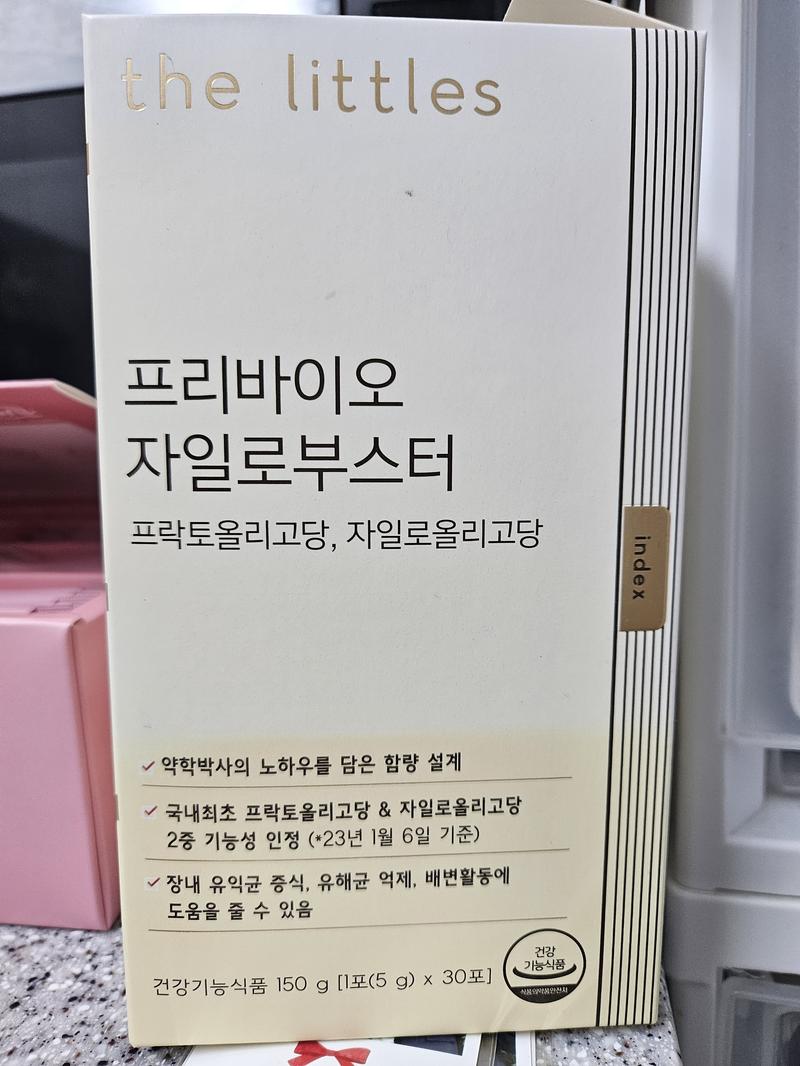 the littles
프리바이오
자일로부스터
프락토올리고당, 자일로올리고당
index
약학박사의 노하우를 담은 함량 설계
국내최초 프락토올리고당 & 자일로올리고당
2중 기능성 인정 (*23년 1월 6일 기준)
장내 유익균 증식, 유해균 억제, 배변활동에
도움을 줄 수 있음
건강기능식품 150 g [1포(5 g) x 30포]
건강
기능식품
식품의약품안전처